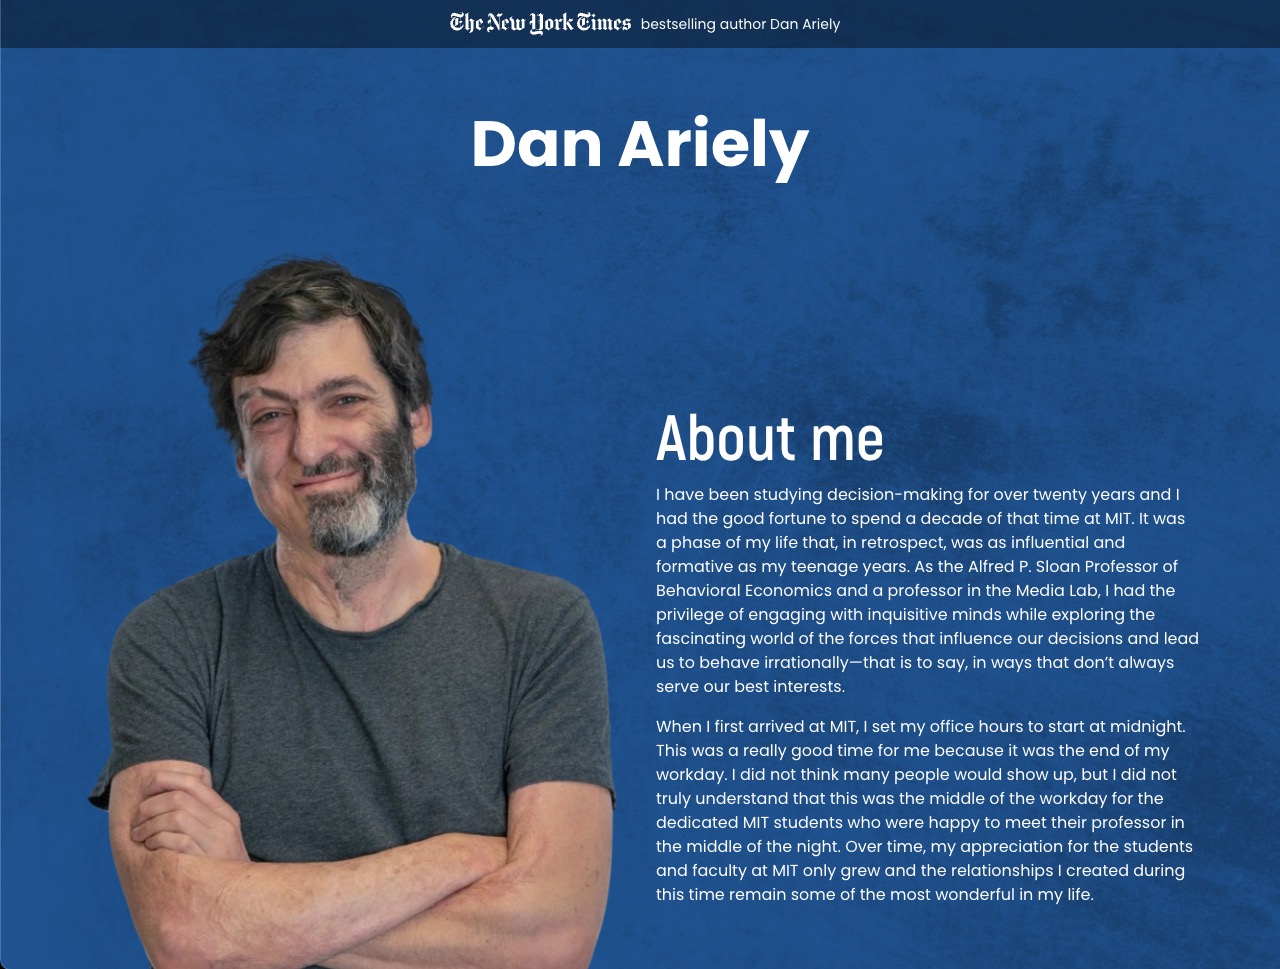 The New York Times bestselling author Dan Ariely
Dan Ariely
About me
I have been studying decision-making for over twenty years and I
had the good fortune to spend a decade of that time at MIT. It was
a phase of my life that, in retrospect, was as influential and
formative as my teenage years. As the Alfred P. Sloan Professor of
Behavioral Economics and a professor in the Media Lab, I had the
privilege of engaging with inquisitive minds while exploring the
fascinating world of the forces that influence our decisions and lead
us to behave irrationally—that is to say, in ways that don’t always
serve our best interests.
When I first arrived at MIT, I set my office hours to start at midnight.
This was a really good time for me because it was the end of my
workday. I did not think many people would show up, but I did not
truly understand that this was the middle of the workday for the
dedicated MIT students who were happy to meet their professor in
the middle of the night. Over time, my appreciation for the students
and faculty at MIT only grew and the relationships I created during
this time remain some of the most wonderful in my life.